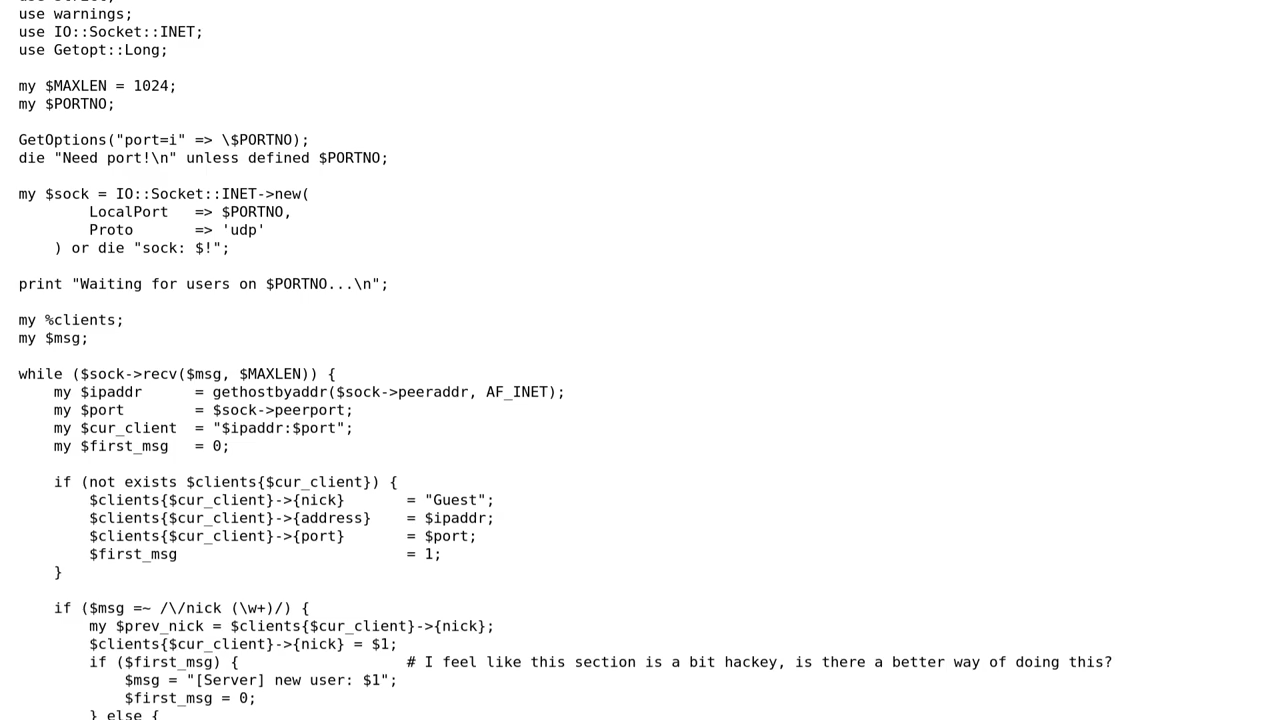 use warnings;
use IO::Socket::INET;
use Getopt::Long;
my $MAXLEN = 1024;
my $PORTNO;
GetOptions("port=i" => \$PORTNO);
die "Need port!\n" unless defined $PORTNO;
my $sock = IO::Socket::INET->new(
        LocalPort   => $PORTNO,
        Proto       => 'udp'
    ) or die "sock: $!";
print "Waiting for users on $PORTNO...\n";
my %clients;
my $msg;
while ($sock->recv($msg, $MAXLEN)) {
    my $ipaddr      = gethostbyaddr($sock->peeraddr, AF_INET);
    my $port        = $sock->peerport;
    my $cur_client  = "$ipaddr:$port";
    my $first_msg   = 0;
    if (not exists $clients{$cur_client}) {
        $clients{$cur_client}->{nick}       = "Guest";
        $clients{$cur_client}->{address}    = $ipaddr;
        $clients{$cur_client}->{port}       = $port;
        $first_msg                          = 1;
    }
    if ($msg =~ /\/nick (\w+)/) {
        my $prev_nick = $clients{$cur_client}->{nick};
        $clients{$cur_client}->{nick} = $1;
        if ($first_msg) {                   # I feel like this section is a bit hackey, is there a better way of doing this?
            $msg = "[Server] new user: $1";
            $first_msg = 0;
        } else {